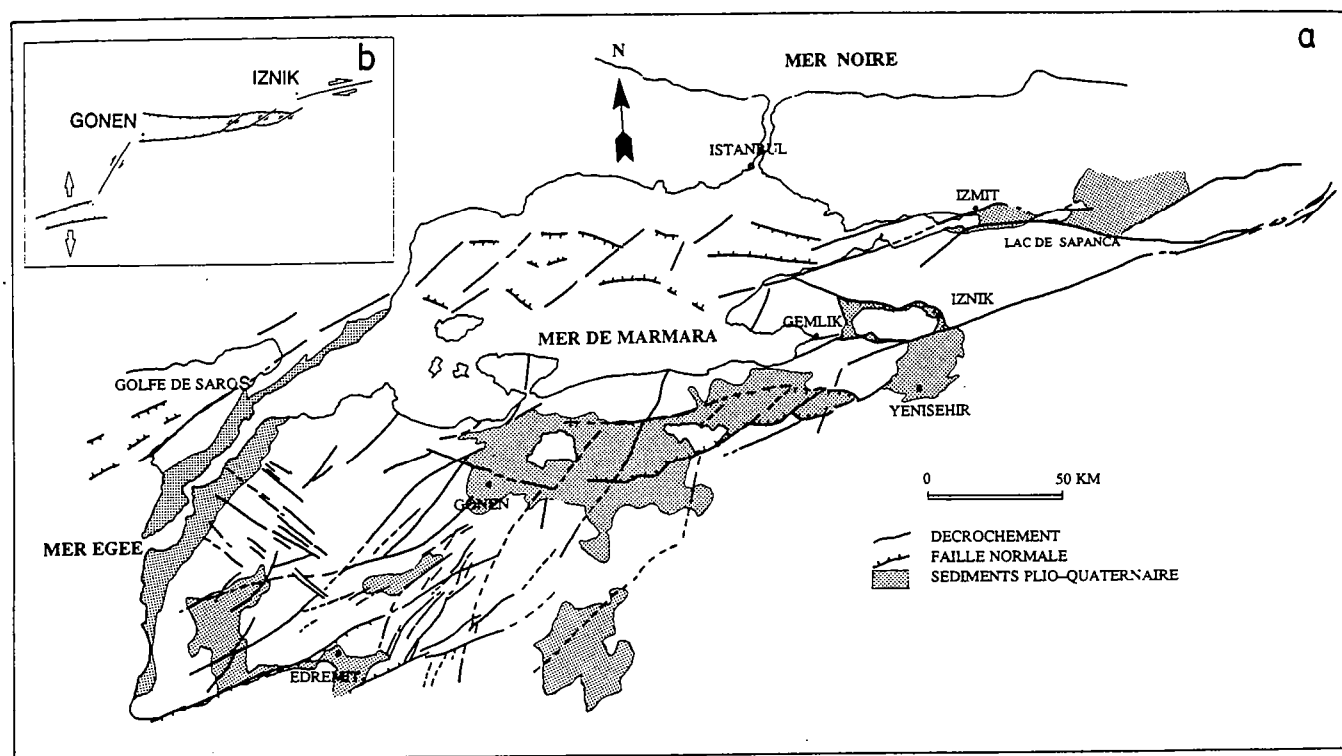 b
IZNIK
GONEN
a
N
MER NOIRE
ISTANBUL
IZMIT
LAC DE SAPANCA
IZNIK
GEMLIK
MER DE MARMARA
GOLFE DE SAROS
YENISEHIR
GONEN
0 50 KM
MER EGEE
DECROCHEMENT
FAILLE NORMALE
SEDIMENTS PLIO-QUATERNAIRE
EDREMIT